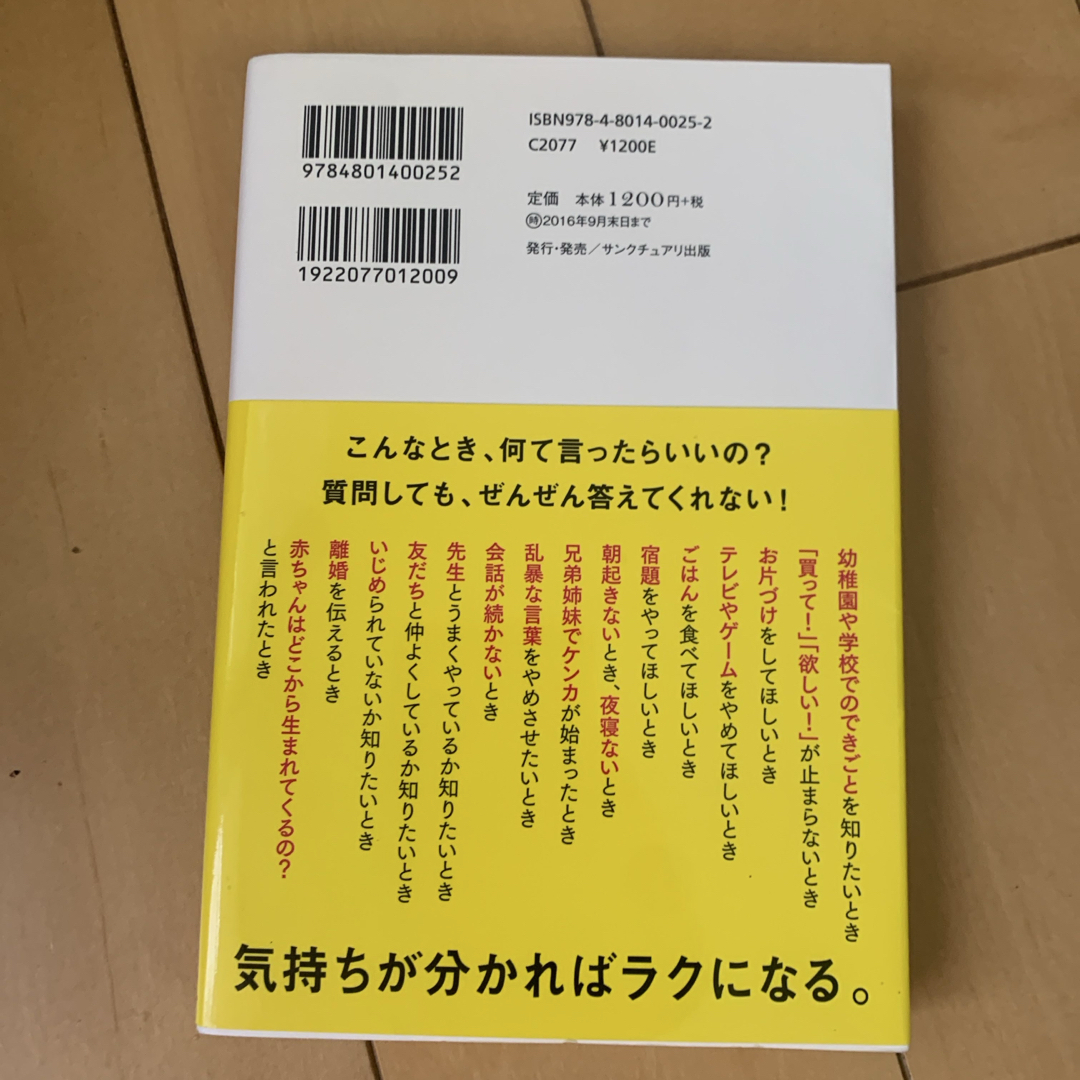 ISBN978-4-8014-0025-2
C2077 ¥1200E
9784801400252
定価 本体1200円+税
㊕2016年9月末日まで
発行・発売/サンクチュアリ出版
1922077012009
こんなとき、何て言ったらいいの?
質問しても、ぜんぜん答えてくれない!
幼稚園や学校でのできごとを知りたいとき
「買って!」「欲しい!」が止まらないとき
お片づけをしてほしいとき
テレビやゲームをやめてほしいとき
ごはんを食べてほしいとき
宿題をやってほしいとき
朝起きないとき、夜寝ないとき
兄弟姉妹でケンカが始まったとき
乱暴な言葉をやめさせたいとき
会話が続かないとき
先生とうまくやっているか知りたいとき
友だちと仲よくしているか知りたいとき
いじめられていないか知りたいとき
離婚を伝えるとき
赤ちゃんはどこから生まれてくるの?
と言われたとき
気持ちが分かればラクになる。